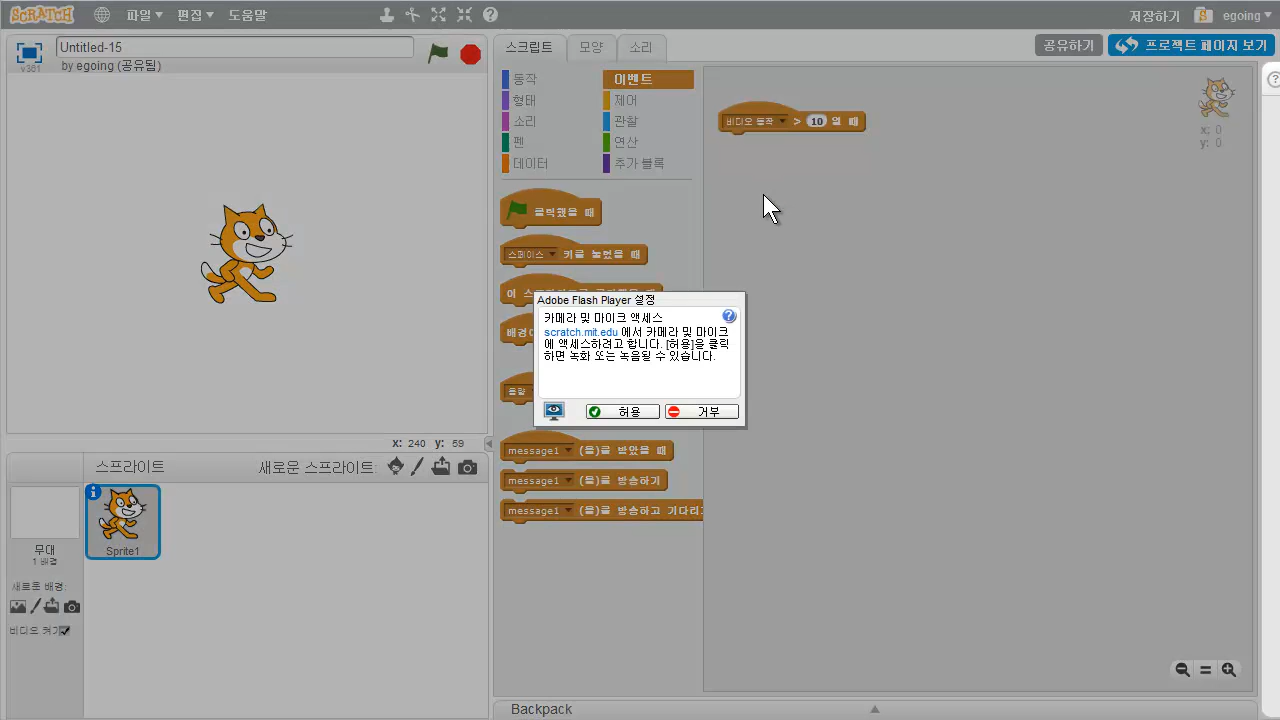 SCRATCH
파일 ▼ 편집 ▼ 도움말
저장하기 egoing ▼
Untitled-15
by egoing (공유됨)
v361
스크립트 모양 소리
공유하기 프로젝트 페이지 보기
동작 이벤트
형태 제어
소리 관찰
펜 연산
데이터 추가 블록
클릭했을 때
스페이스 키를 눌렀을 때
이
배경이
음량
message1 (을)를 받았을 때
message1 (을)를 방송하기
message1 (을)를 방송하고 기다리기
비디오 동작 > 10 일 때
x: 0
y: 0
Adobe Flash Player 설정
카메라 및 마이크 액세스
scratch.mit.edu 에서 카메라 및 마이크
에 액세스하려고 합니다. [허용]을 클릭
하면 녹화 또는 녹음될 수 있습니다.
허용 거부
x: 240 y: 59
스프라이트 새로운 스프라이트:
Sprite1
무대
1 배경
새로운 배경:
비디오 켜기
Backpack